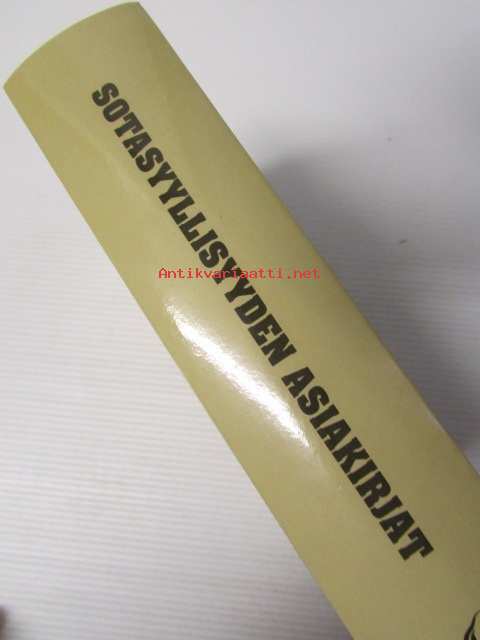 SOTASYYLLISYYDEN ASIAKIRJAT
Antikvariaatti.net